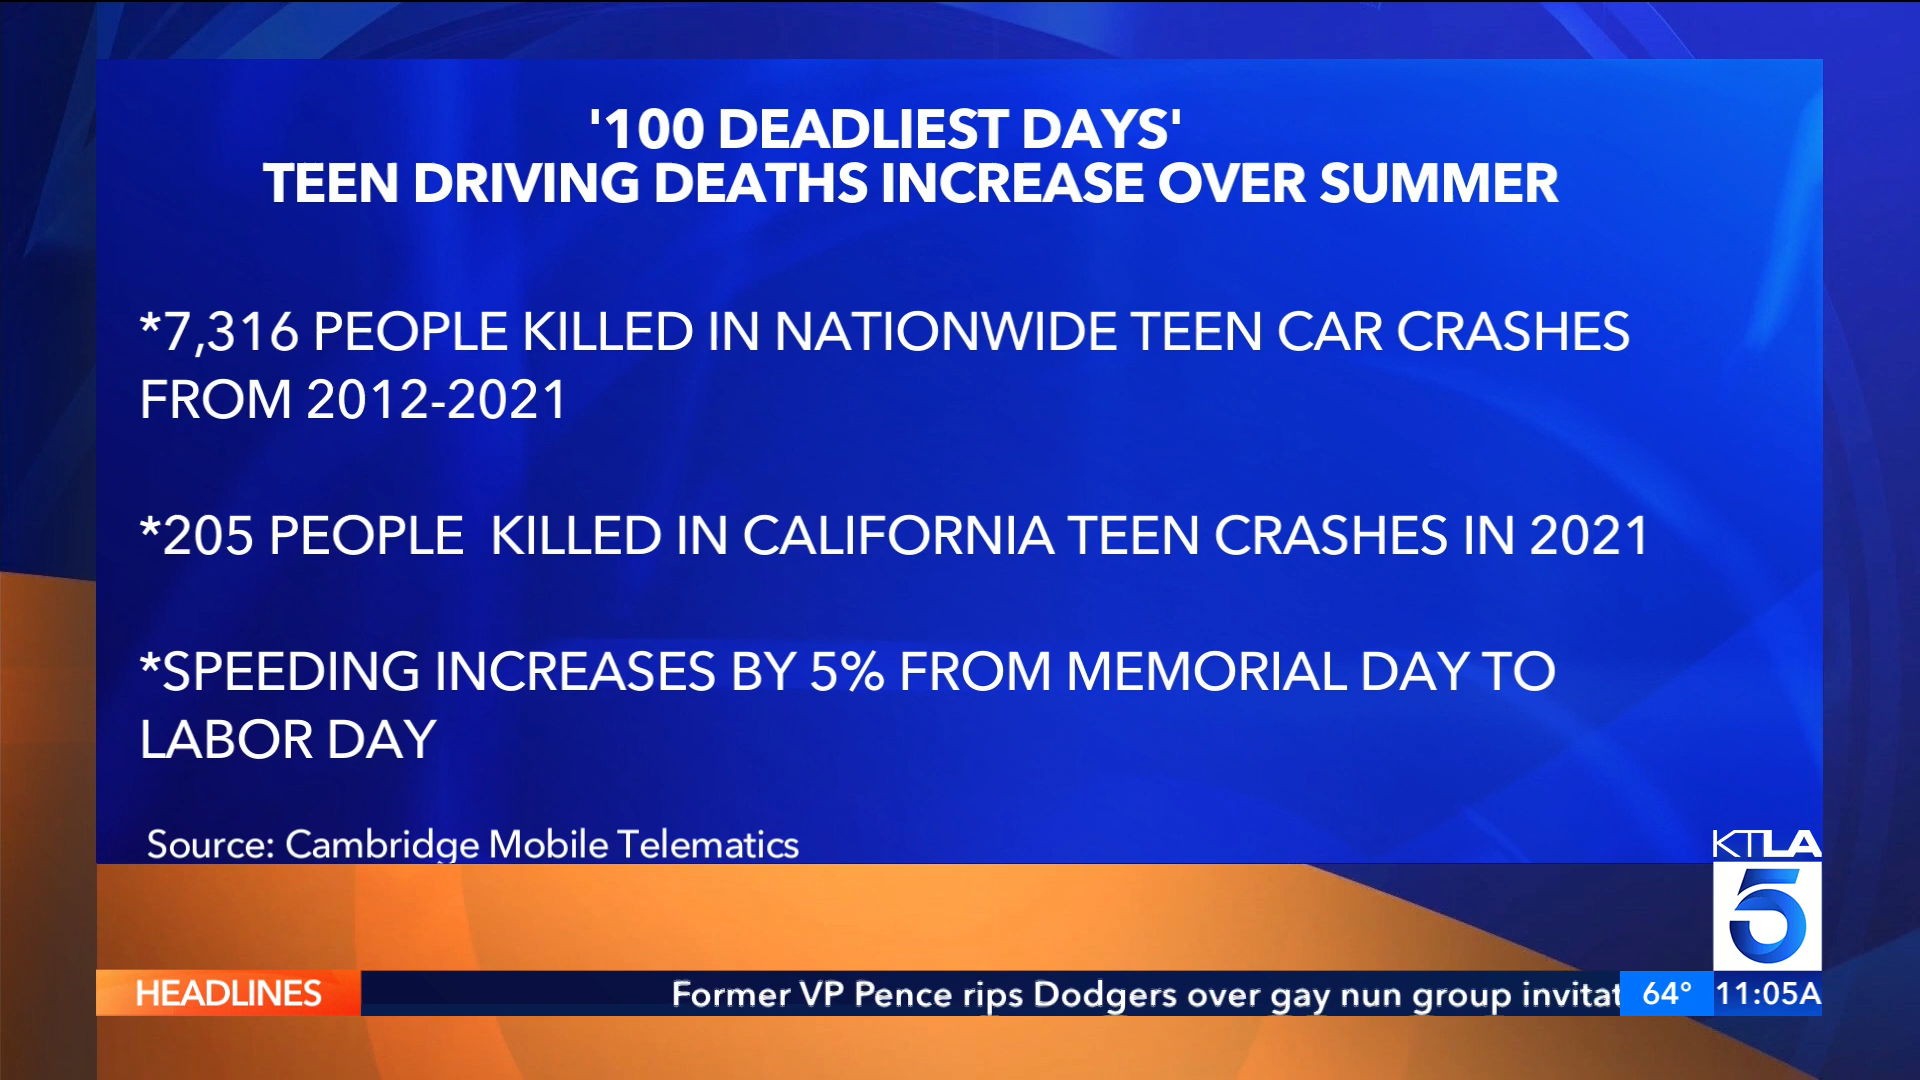 '100 DEADLIEST DAYS'
TEEN DRIVING DEATHS INCREASE OVER SUMMER
*7,316 PEOPLE KILLED IN NATIONWIDE TEEN CAR CRASHES
FROM 2012-2021
*205 PEOPLE  KILLED IN CALIFORNIA TEEN CRASHES IN 2021
*SPEEDING INCREASES BY 5% FROM MEMORIAL DAY TO
LABOR DAY
Source: Cambridge Mobile Telematics
KTLA
5
HEADLINES
Former VP Pence rips Dodgers over gay nun group invitat
64°
11:05A